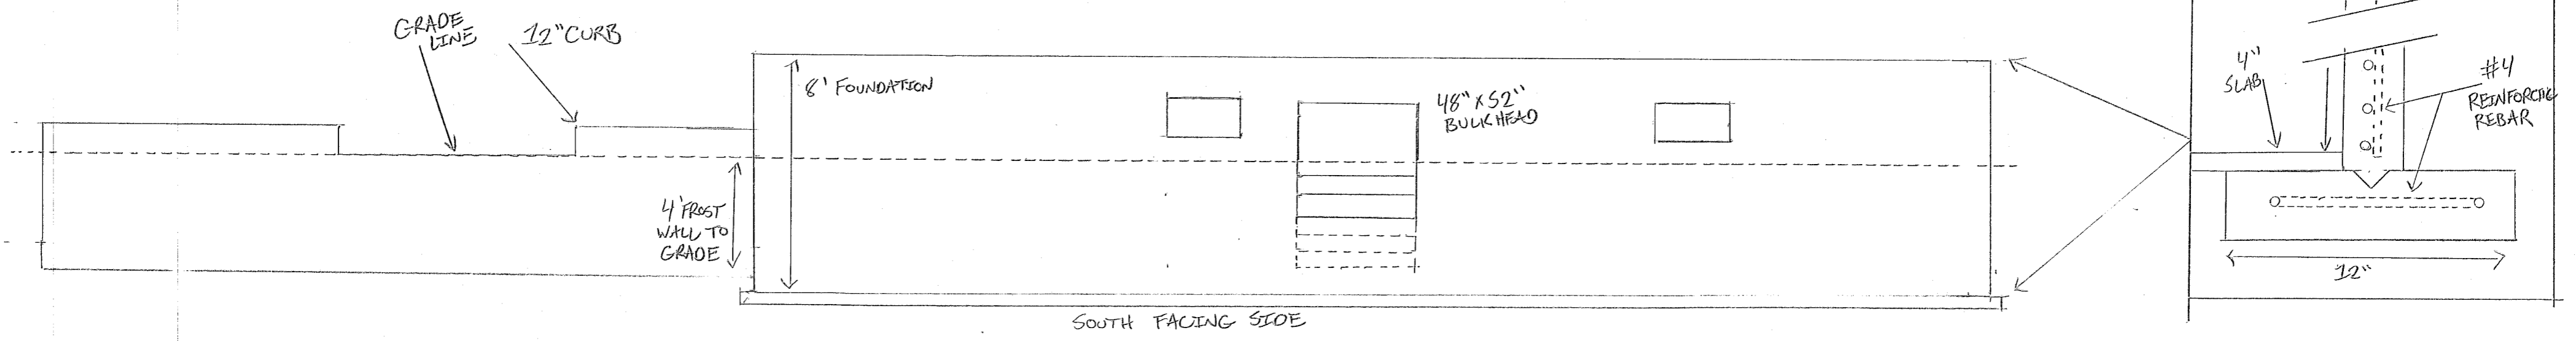 GRADE
LINE
12" CURB
8' FOUNDATION
48" X 52"
BULKHEAD
4' FROST
WALL TO
GRADE
SOUTH FACING SIDE
4"
SLAB
#4
REINFORCING
REBAR
12"